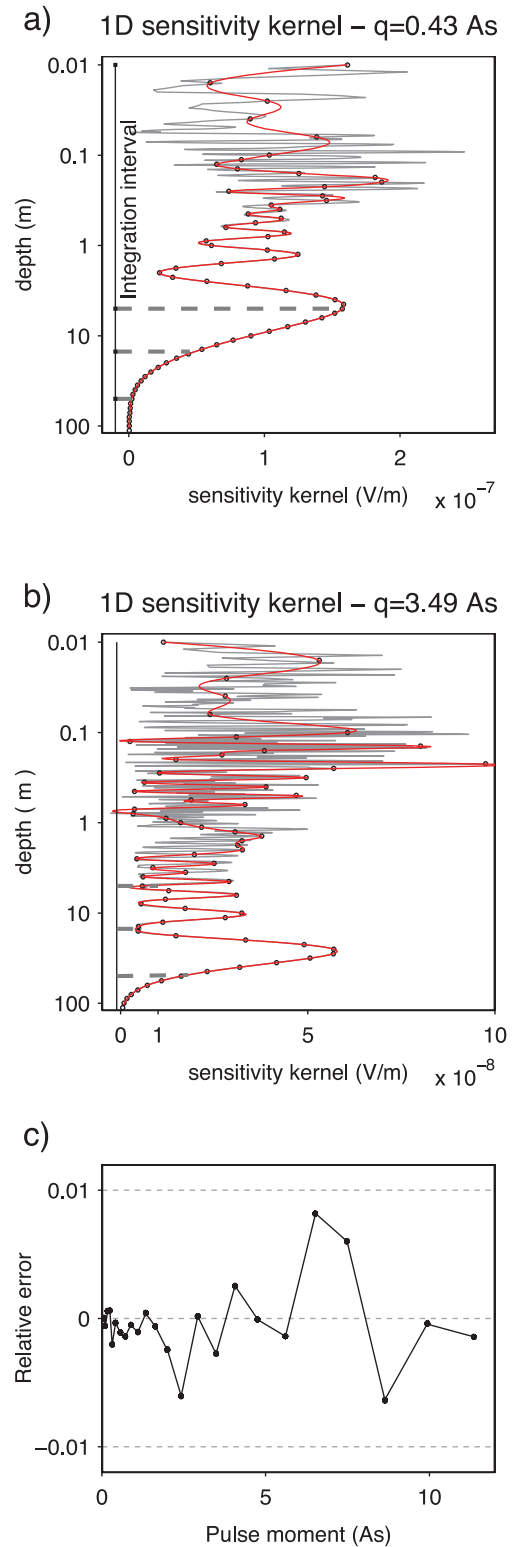 a) 1D sensitivity kernel – q=0.43 As
0.01
0.1
1
10
100
depth (m)
Integration interval
0 1 2
sensitivity kernel (V/m) x 10⁻⁷
b) 1D sensitivity kernel – q=3.49 As
0.01
0.1
1
10
100
depth ( m )
0 1 5 10
sensitivity kernel (V/m) x 10⁻⁸
c)
0.01
0
−0.01
Relative error
0 5 10
Pulse moment (As)